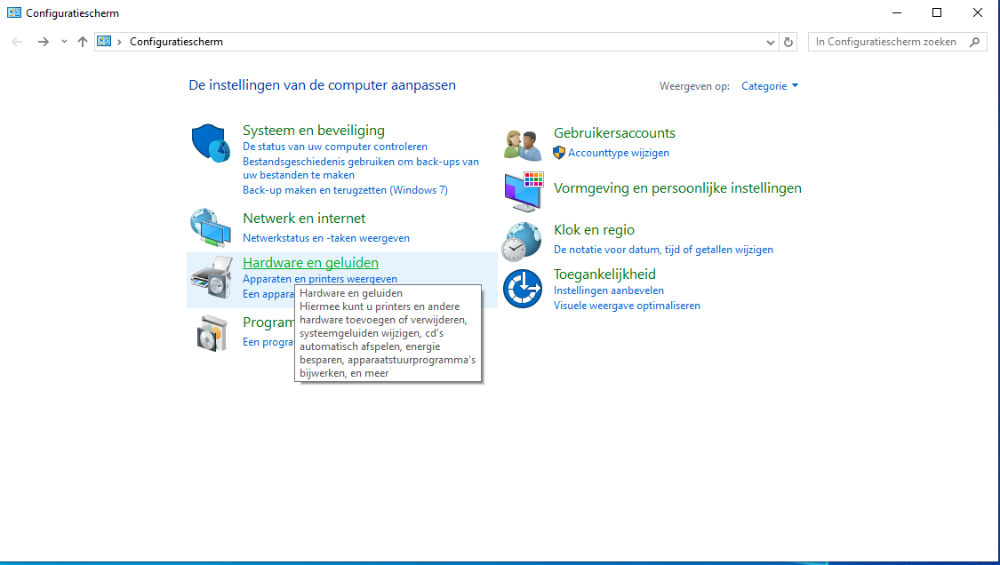 Configuratiescherm
Configuratiescherm
In Configuratiescherm zoeken
De instellingen van de computer aanpassen
Weergeven op: Categorie
Systeem en beveiliging
De status van uw computer controleren
Bestandsgeschiedenis gebruiken om back-ups van
uw bestanden te maken
Back-up maken en terugzetten (Windows 7)
Netwerk en internet
Netwerkstatus en -taken weergeven
Hardware en geluiden
Apparaten en printers weergeven
Een appara
Hardware en geluiden
Hiermee kunt u printers en andere
hardware toevoegen of verwijderen,
systeemgeluiden wijzigen, cd's
automatisch afspelen, energie
besparen, apparaatstuurprogramma's
bijwerken, en meer
Program
Een progra
Gebruikersaccounts
Accounttype wijzigen
Vormgeving en persoonlijke instellingen
Klok en regio
De notatie voor datum, tijd of getallen wijzigen
Toegankelijkheid
Instellingen aanbevelen
Visuele weergave optimaliseren